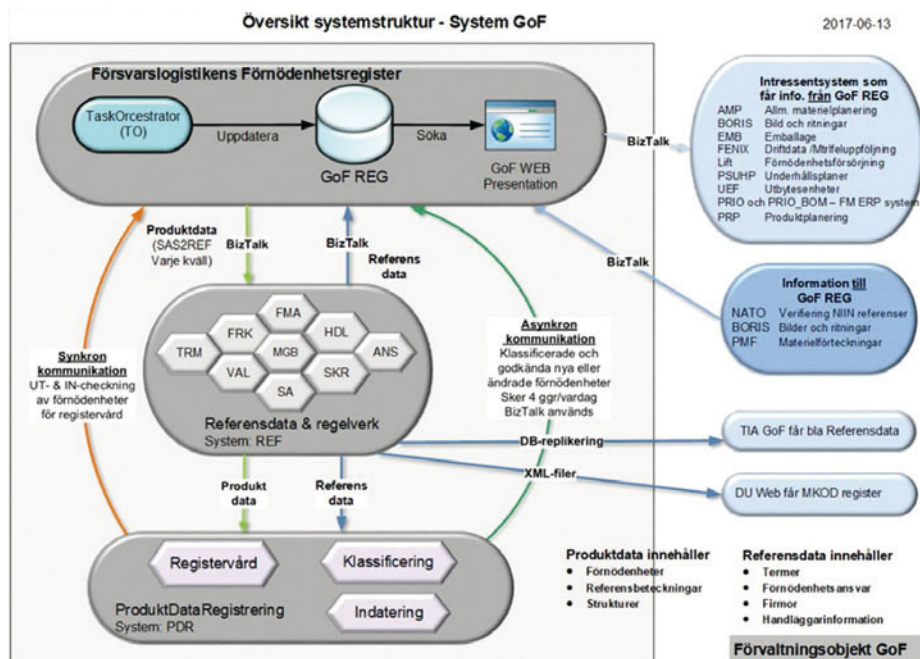 Översikt systemstruktur - System GoF
2017-06-13
Försvarslogistikens Förnödenhetsregister
TaskOrcestrator
(TO)
Uppdatera
GoF REG
Söka
GoF WEB
Presentation
BizTalk
Intressentsystem som
får info. från GoF REG
AMP Allm. materielplanering
BORIS Bild och ritningar
EMB Emballage
FENIX Driftdata /Mtrlfeluppföljning
Lift Förnödenhetsförsörjning
PSUHP Underhållsplaner
UEF Utbytesenheter
PRIO och PRIO_BOM – FM ERP system
PRP Produktplanering
BizTalk
Information till
GoF REG
NATO Verifiering NIIN referenser
BORIS Bilder och ritningar
PMF Materielförteckningar
Produktdata
(SAS2REF
Varje kväll)
BizTalk
BizTalk
Referens
data
Synkron
kommunikation
UT- & IN-checkning
av förnödenheter
för registervård
TRM
FRK
VAL
FMA
MGB
SA
HDL
SKR
ANS
Referensdata & regelverk
System: REF
Asynkron
kommunikation
Klassificerade och
godkända nya eller
ändrade förnödenheter
Sker 4 ggr/vardag
BizTalk används
DB-replikering
TIA GoF får bla Referensdata
XML-filer
DU Web får MKOD register
Produkt
data
Referens
data
Registervård
Klassificering
Indatering
ProduktDataRegistrering
System: PDR
Produktdata innehåller
• Förnödenheter
• Referensbeteckningar
• Strukturer
Referensdata innehåller
• Termer
• Förnödenhetsansvar
• Firmor
• Handläggarinformation
Förvaltningsobjekt GoF